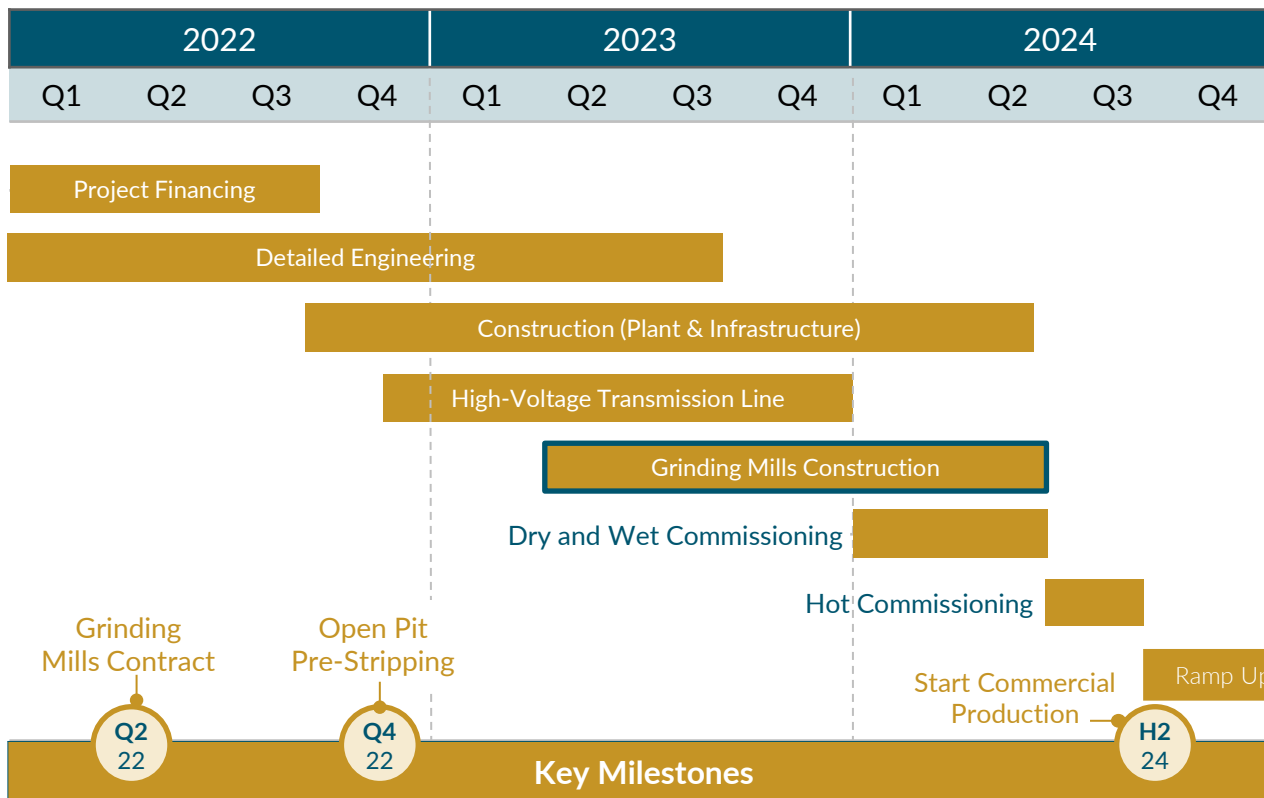 2022 2023 2024
Q1 Q2 Q3 Q4 Q1 Q2 Q3 Q4 Q1 Q2 Q3 Q4
Project Financing
Detailed Engineering
Construction (Plant & Infrastructure)
High-Voltage Transmission Line
Grinding Mills Construction
Dry and Wet Commissioning
Hot Commissioning
Ramp Up
Grinding
Mills Contract
Q2
22
Open Pit
Pre-Stripping
Q4
22
Start Commercial
Production
H2
24
Key Milestones